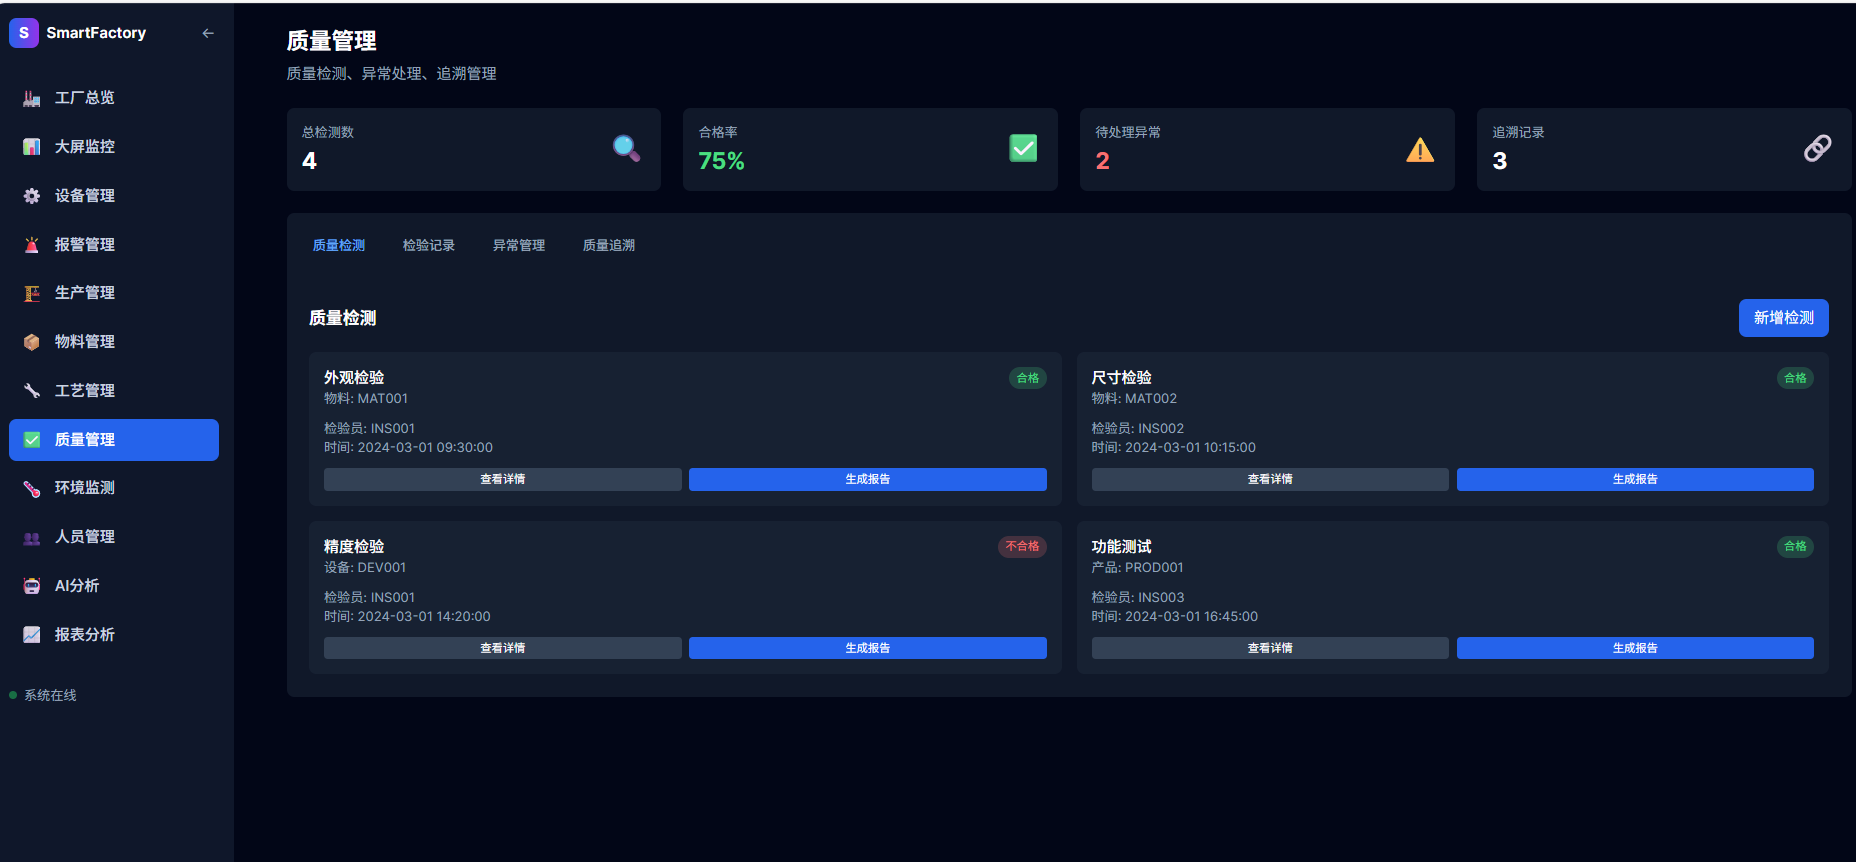 S SmartFactory ←
工厂总览
大屏监控
设备管理
报警管理
生产管理
物料管理
工艺管理
质量管理
环境监测
人员管理
AI分析
报表分析
系统在线
质量管理
质量检测、异常处理、追溯管理
总检测数
4
合格率
75%
待处理异常
2
追溯记录
3
质量检测 检验记录 异常管理 质量追溯
质量检测
新增检测
外观检验
合格
物料: MAT001
检验员: INS001
时间: 2024-03-01 09:30:00
查看详情 生成报告
尺寸检验
合格
物料: MAT002
检验员: INS002
时间: 2024-03-01 10:15:00
查看详情 生成报告
精度检验
不合格
设备: DEV001
检验员: INS001
时间: 2024-03-01 14:20:00
查看详情 生成报告
功能测试
合格
产品: PROD001
检验员: INS003
时间: 2024-03-01 16:45:00
查看详情 生成报告